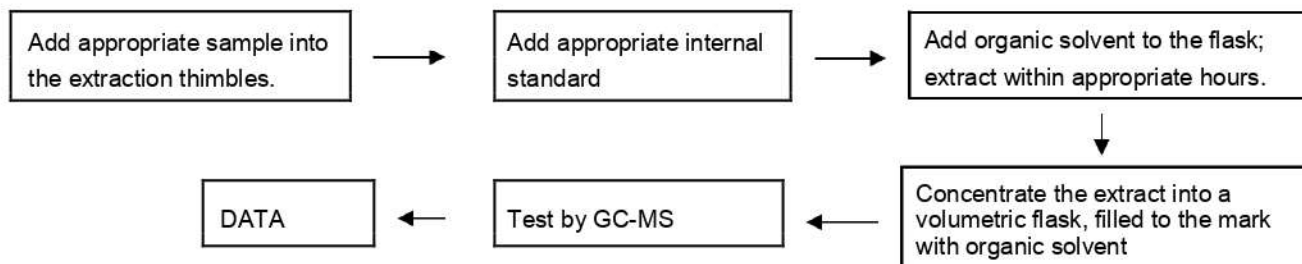 Add appropriate sample into
the extraction thimbles.
Add appropriate internal
standard
Add organic solvent to the flask;
extract within appropriate hours.
Concentrate the extract into a
volumetric flask, filled to the mark
with organic solvent
Test by GC-MS
DATA